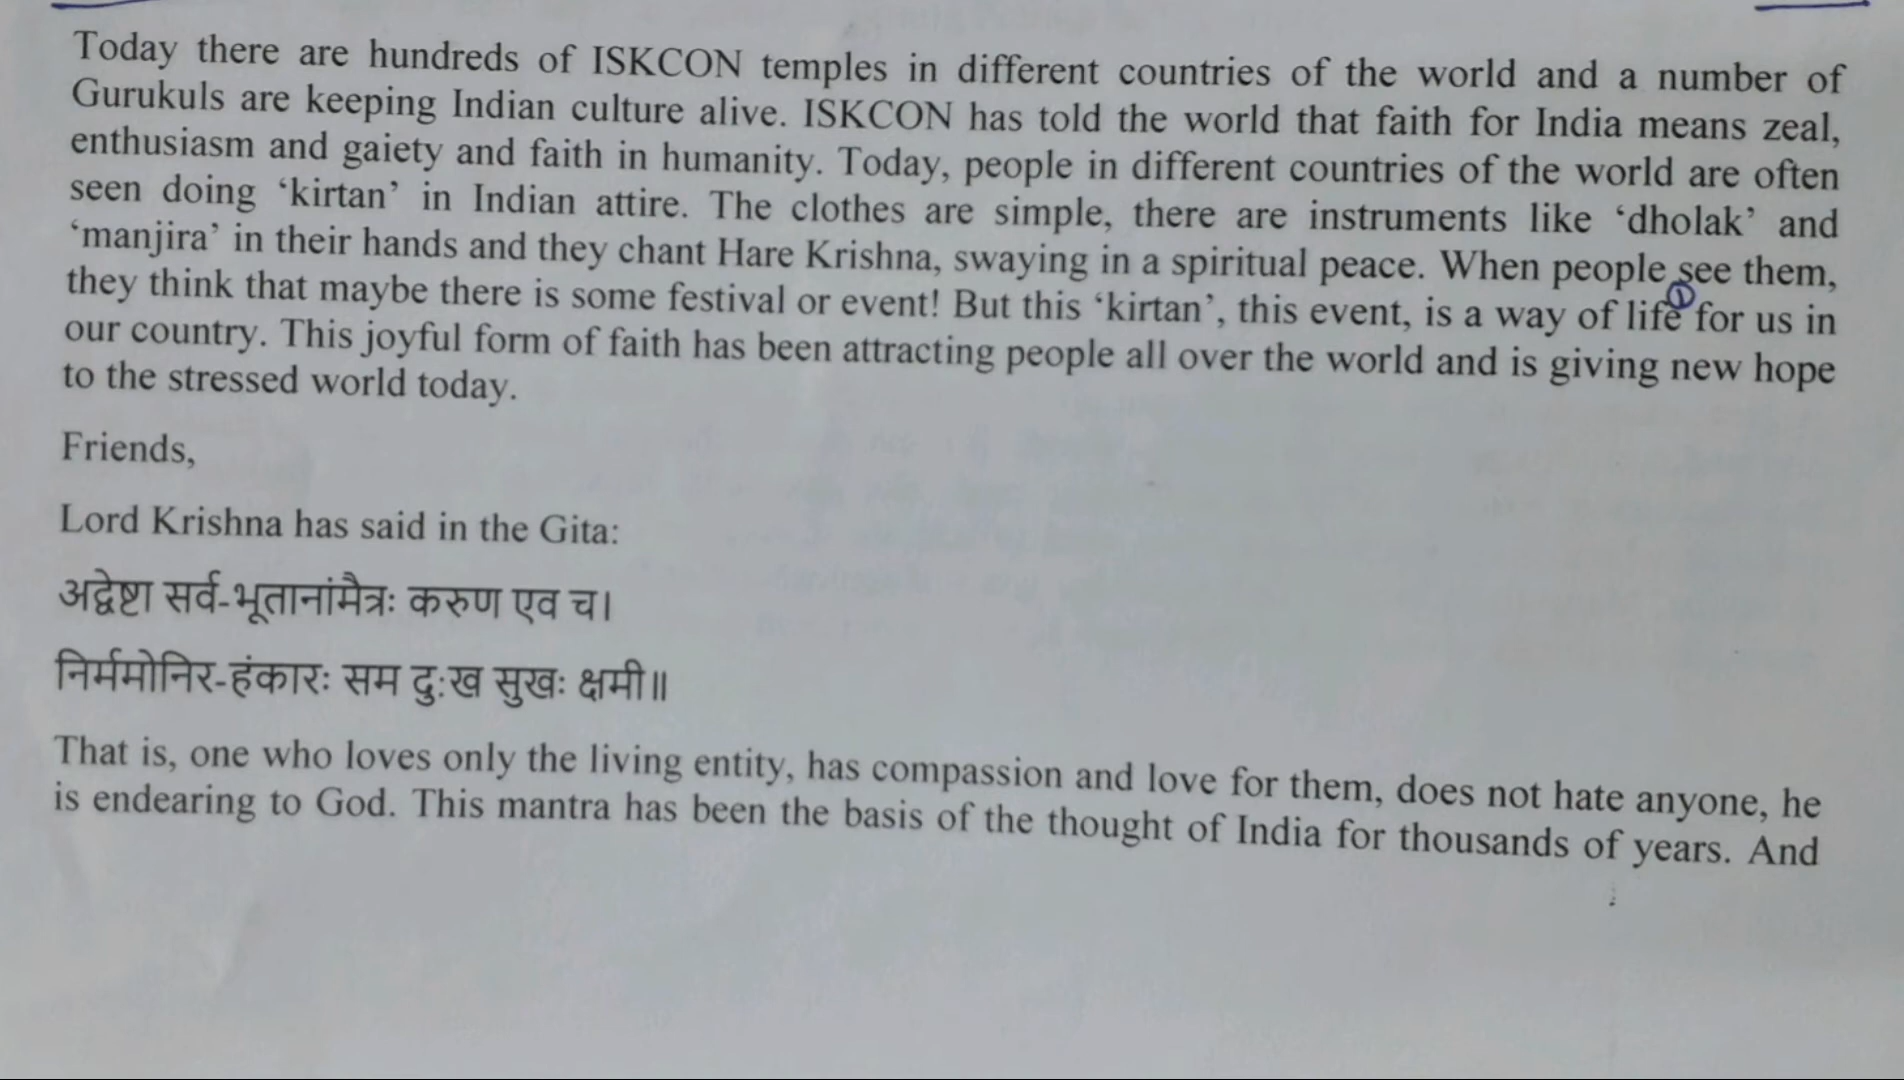 Today there are hundreds of ISKCON temples in different countries of the world and a number of
Gurukuls are keeping Indian culture alive. ISKCON has told the world that faith for India means zeal,
enthusiasm and gaiety and faith in humanity. Today, people in different countries of the world are often
seen doing ‘kirtan’ in Indian attire. The clothes are simple, there are instruments like ‘dholak’ and
‘manjira’ in their hands and they chant Hare Krishna, swaying in a spiritual peace. When people see them,
they think that maybe there is some festival or event! But this ‘kirtan’, this event, is a way of life ① for us in
our country. This joyful form of faith has been attracting people all over the world and is giving new hope
to the stressed world today.
Friends,
Lord Krishna has said in the Gita:
अद्वेष्टा सर्व-भूतानांमैत्रः करुण एव च।
निर्ममोनिर-हंकारः सम दु:ख सुखः क्षमी॥
That is, one who loves only the living entity, has compassion and love for them, does not hate anyone, he
is endearing to God. This mantra has been the basis of the thought of India for thousands of years. And